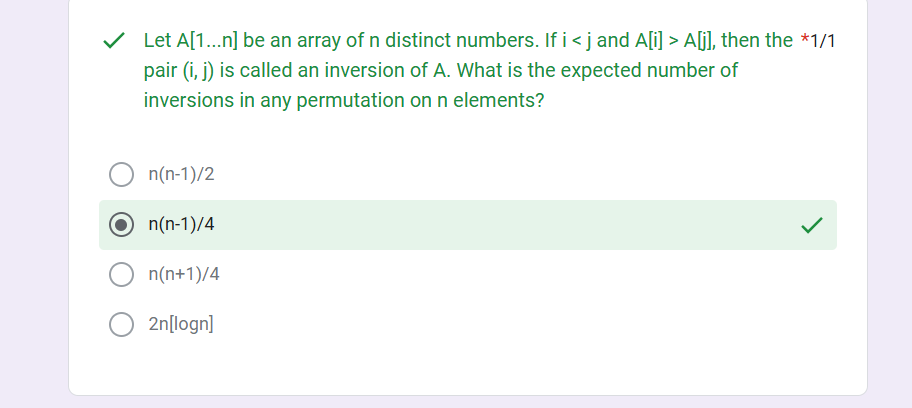 Let A[1...n] be an array of n distinct numbers. If i < j and A[i] > A[j], then the *1/1
pair (i, j) is called an inversion of A. What is the expected number of
inversions in any permutation on n elements?
n(n-1)/2
n(n-1)/4
n(n+1)/4
2n[logn]